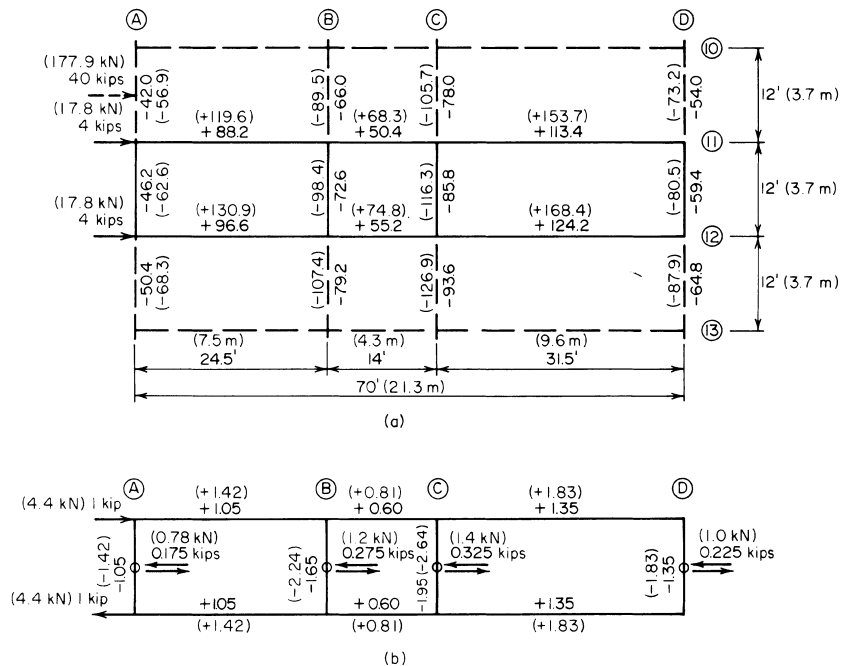 A B C D
10
(177.9 kN)
40 kips
-42.0
(-56.9)
(-89.5)
-66.0
(-105.7)
-78.0
(-73.2)
-54.0
12' (3.7 m)
(17.8 kN)
4 kips
(+119.6)
+88.2
(+68.3)
+50.4
(+153.7)
+113.4
11
-46.2
(-62.6)
(-98.4)
-72.6
(-116.3)
-85.8
(-80.5)
-59.4
12' (3.7 m)
(17.8 kN)
4 kips
(+130.9)
+96.6
(+74.8)
+55.2
(+168.4)
+124.2
12
-50.4
(-68.3)
(-107.4)
-79.2
(-126.9)
-93.6
(-87.9)
-64.8
12' (3.7 m)
13
(7.5 m)
24.5'
(4.3 m)
14'
(9.6 m)
31.5'
70' (21.3 m)
(a)
A B C D
(4.4 kN) 1 kip
(+1.42)
+1.05
(+0.81)
+0.60
(+1.83)
+1.35
(-1.42)
-1.05
(0.78 kN)
0.175 kips
(-2.24)
-1.65
(1.2 kN)
0.275 kips
-1.95 (-2.64)
(1.4 kN)
0.325 kips
(-1.83)
-1.35
(1.0 kN)
0.225 kips
(4.4 kN) 1 kip
+1.05
(+1.42)
+0.60
(+0.81)
+1.35
(+1.83)
(b)